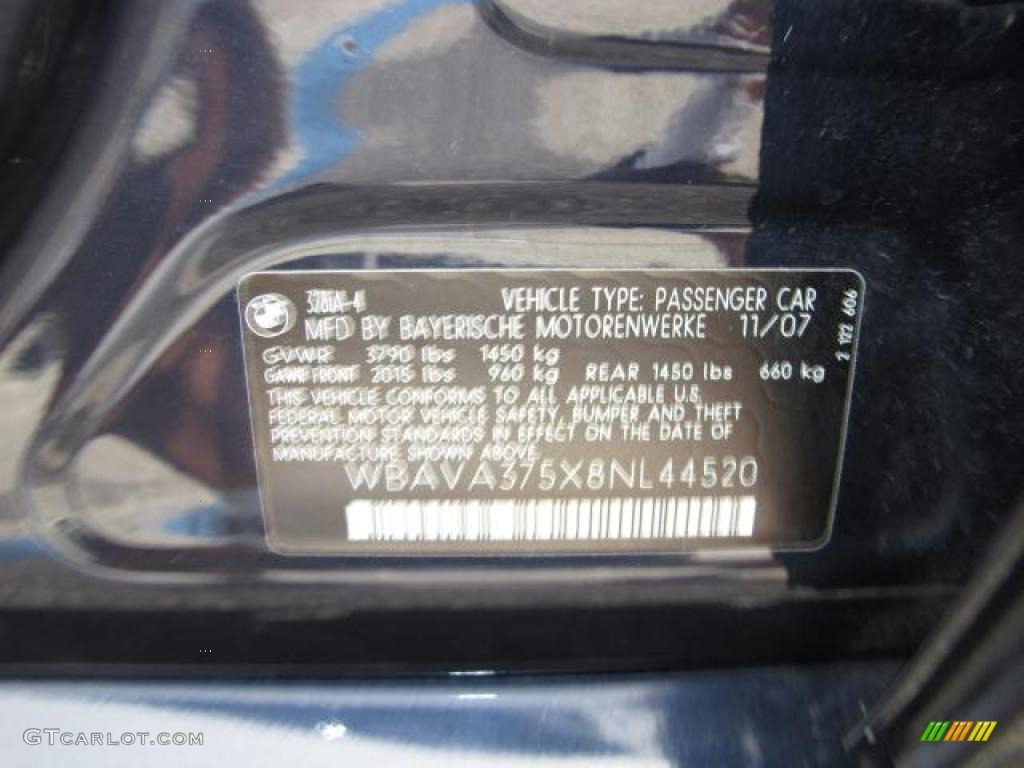 328iA-4 VEHICLE TYPE: PASSENGER CAR
MFD BY BAYERISCHE MOTORENWERKE 11/07
GVWR 3790 lbs 1450 kg
GAWR FRONT 2015 lbs 960 kg REAR 1450 lbs 660 kg
THIS VEHICLE CONFORMS TO ALL APPLICABLE U.S.
FEDERAL MOTOR VEHICLE SAFETY, BUMPER AND THEFT
PREVENTION STANDARDS IN EFFECT ON THE DATE OF
MANUFACTURE SHOWN ABOVE.
WBAVA375X8NL44520
2 122 606
GTCARLOT.COM